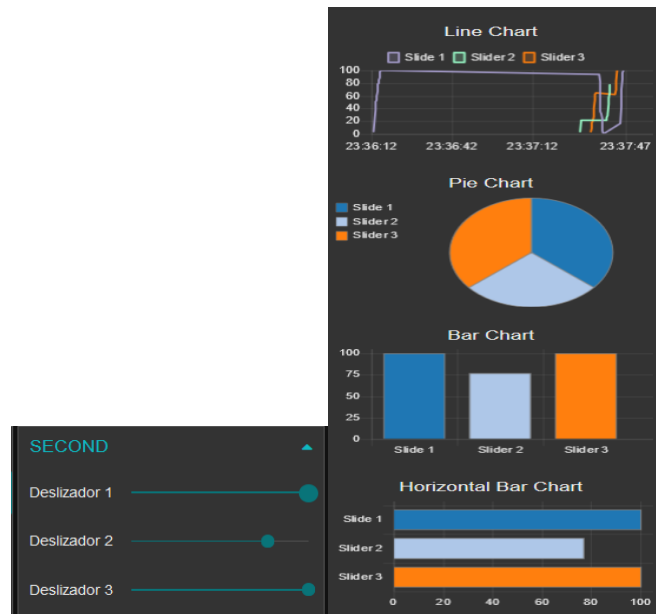 Line Chart
Slide 1 Slider 2 Slider 3
100
80
60
40
20
0
23:36:12 23:36:42 23:37:12 23:37:47
Pie Chart
Slide 1
Slider 2
Slider 3
Bar Chart
100
75
50
25
0
Slide 1 Slider 2 Slider 3
Horizontal Bar Chart
Slide 1
Slider 2
Slider 3
0 20 40 60 80 100
SECOND
Deslizador 1
Deslizador 2
Deslizador 3